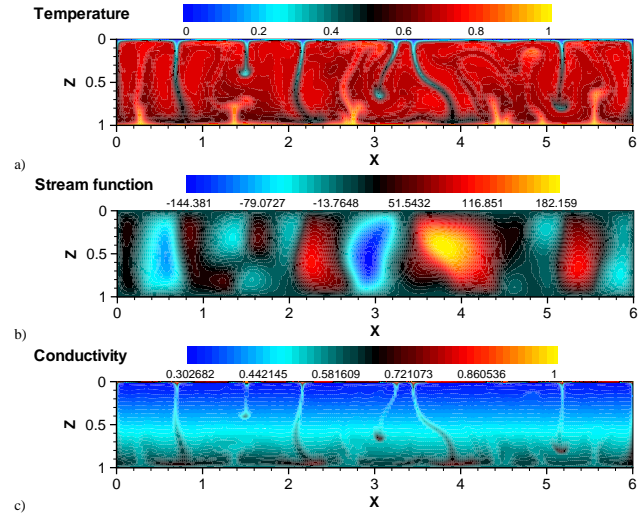 Temperature
0 0.2 0.4 0.6 0.8 1
0
0.5
1
Z
0 1 2 3 4 5 6
X
a)
Stream function
-144.381 -79.0727 -13.7648 51.5432 116.851 182.159
0
0.5
1
Z
0 1 2 3 4 5 6
X
b)
Conductivity
0.302682 0.442145 0.581609 0.721073 0.860536 1
0
0.5
1
Z
0 1 2 3 4 5 6
X
c)